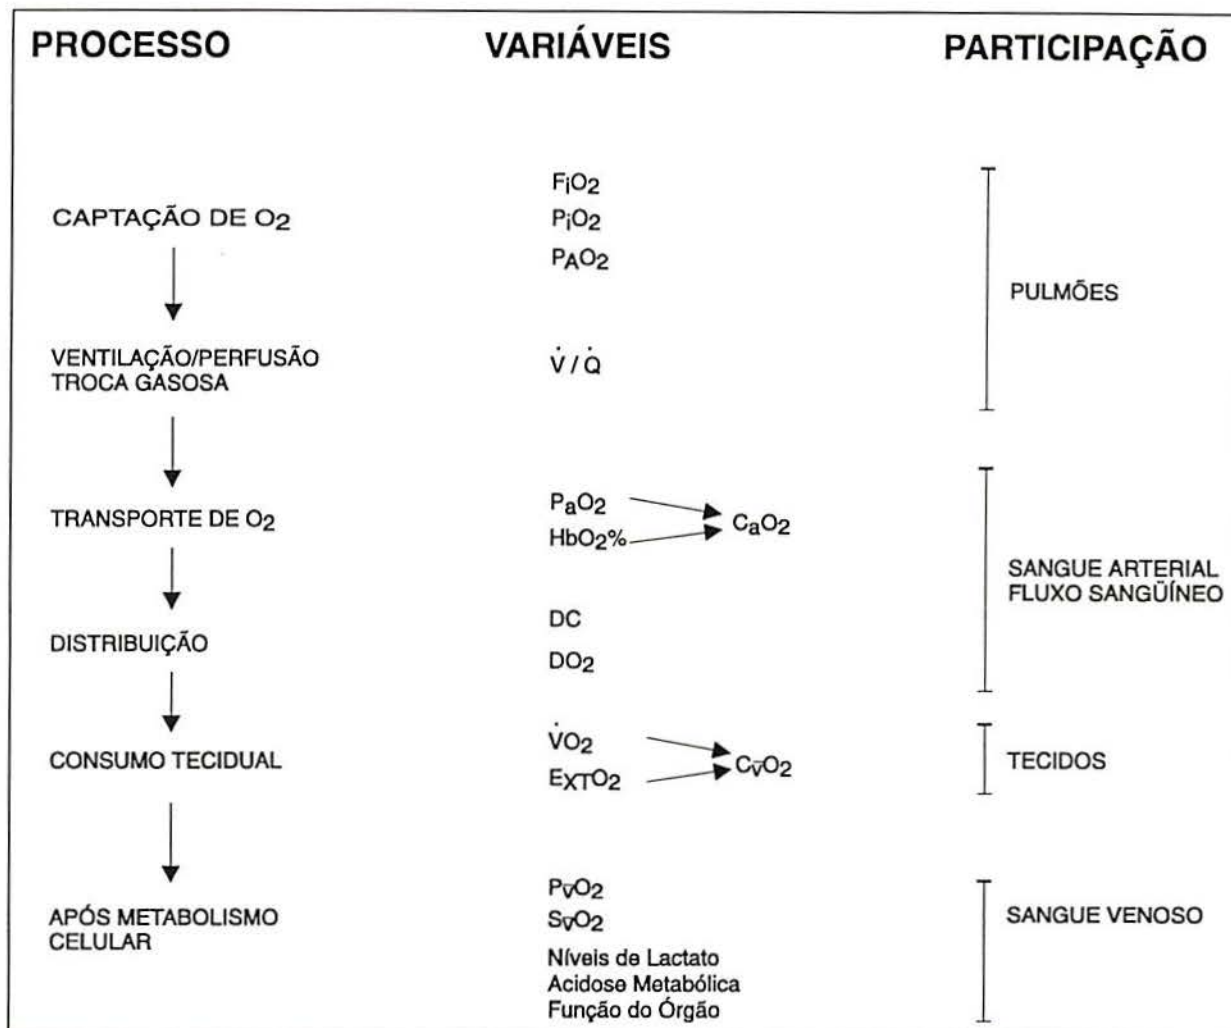 PROCESSO VARIÁVEIS PARTICIPAÇÃO
FiO2
CAPTAÇÃO DE O2 PiO2
PAO2
PULMÕES
VENTILAÇÃO/PERFUSÃO
TROCA GASOSA
V̇ / Q̇
TRANSPORTE DE O2
PaO2
HbO2%
CaO2
SANGUE ARTERIAL
FLUXO SANGÜÍNEO
DISTRIBUIÇÃO
DC
DO2
CONSUMO TECIDUAL
V̇O2
EXTO2
Cv̅O2
TECIDOS
APÓS METABOLISMO
CELULAR
Pv̅O2
Sv̅O2
Níveis de Lactato
Acidose Metabólica
Função do Órgão
SANGUE VENOSO